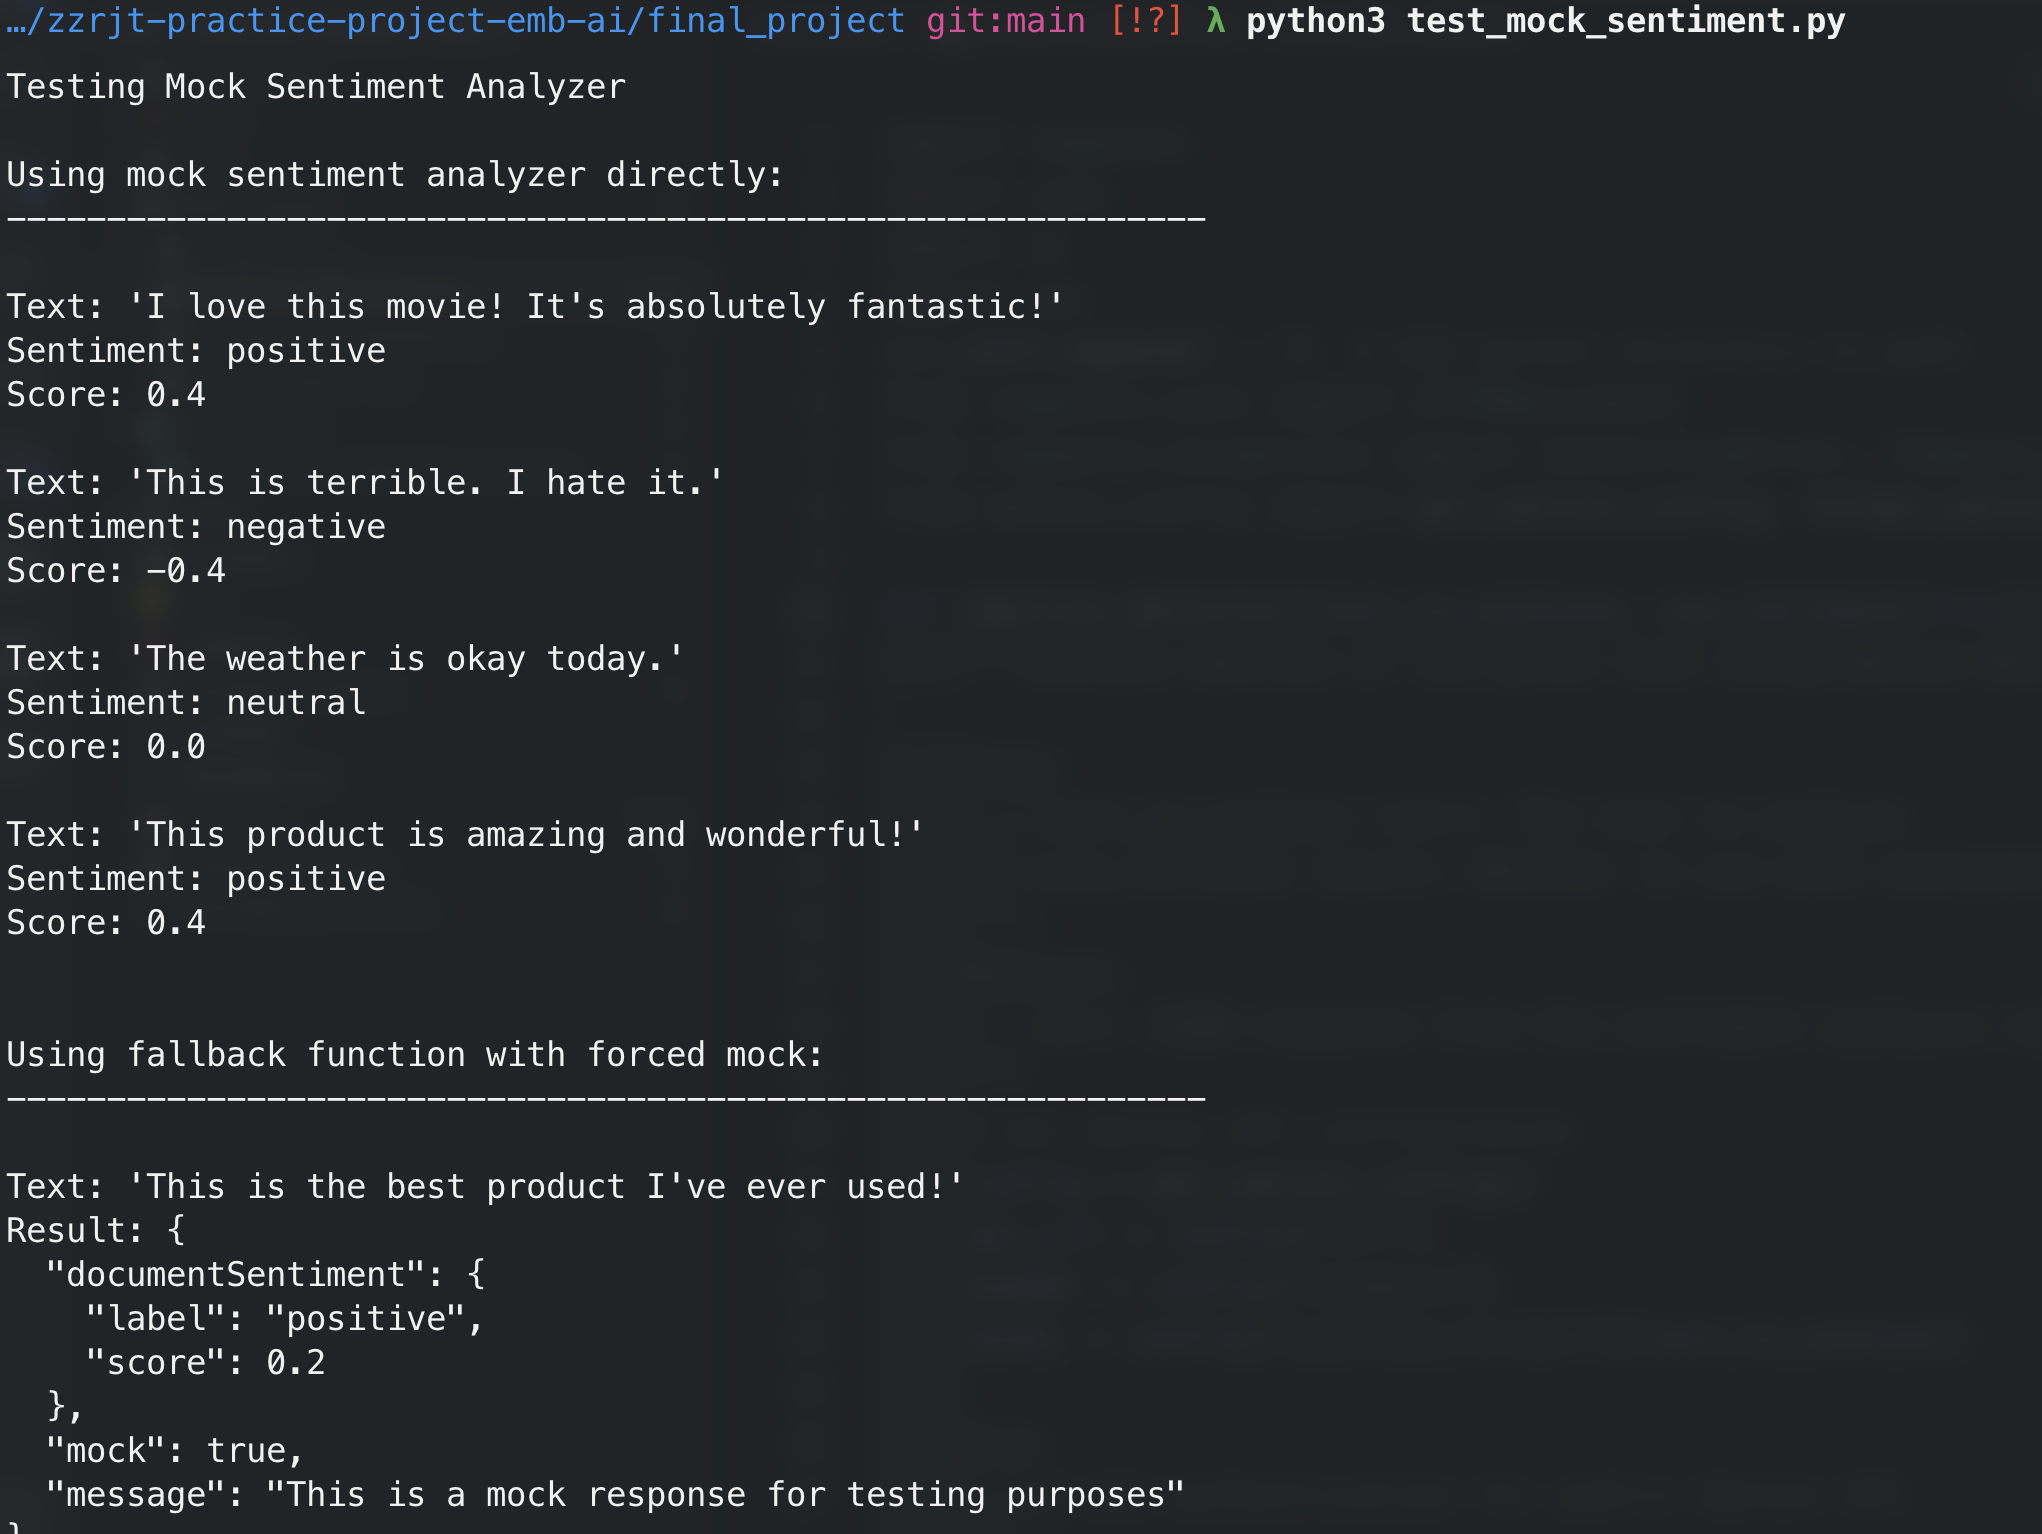 …/zzrjt-practice-project-emb-ai/final_project git:main [!?] λ python3 test_mock_sentiment.py
Testing Mock Sentiment Analyzer
Using mock sentiment analyzer directly:
------------------------------------------------------------
Text: 'I love this movie! It's absolutely fantastic!'
Sentiment: positive
Score: 0.4
Text: 'This is terrible. I hate it.'
Sentiment: negative
Score: -0.4
Text: 'The weather is okay today.'
Sentiment: neutral
Score: 0.0
Text: 'This product is amazing and wonderful!'
Sentiment: positive
Score: 0.4
Using fallback function with forced mock:
------------------------------------------------------------
Text: 'This is the best product I've ever used!'
Result: {
  "documentSentiment": {
    "label": "positive",
    "score": 0.2
  },
  "mock": true,
  "message": "This is a mock response for testing purposes"
}